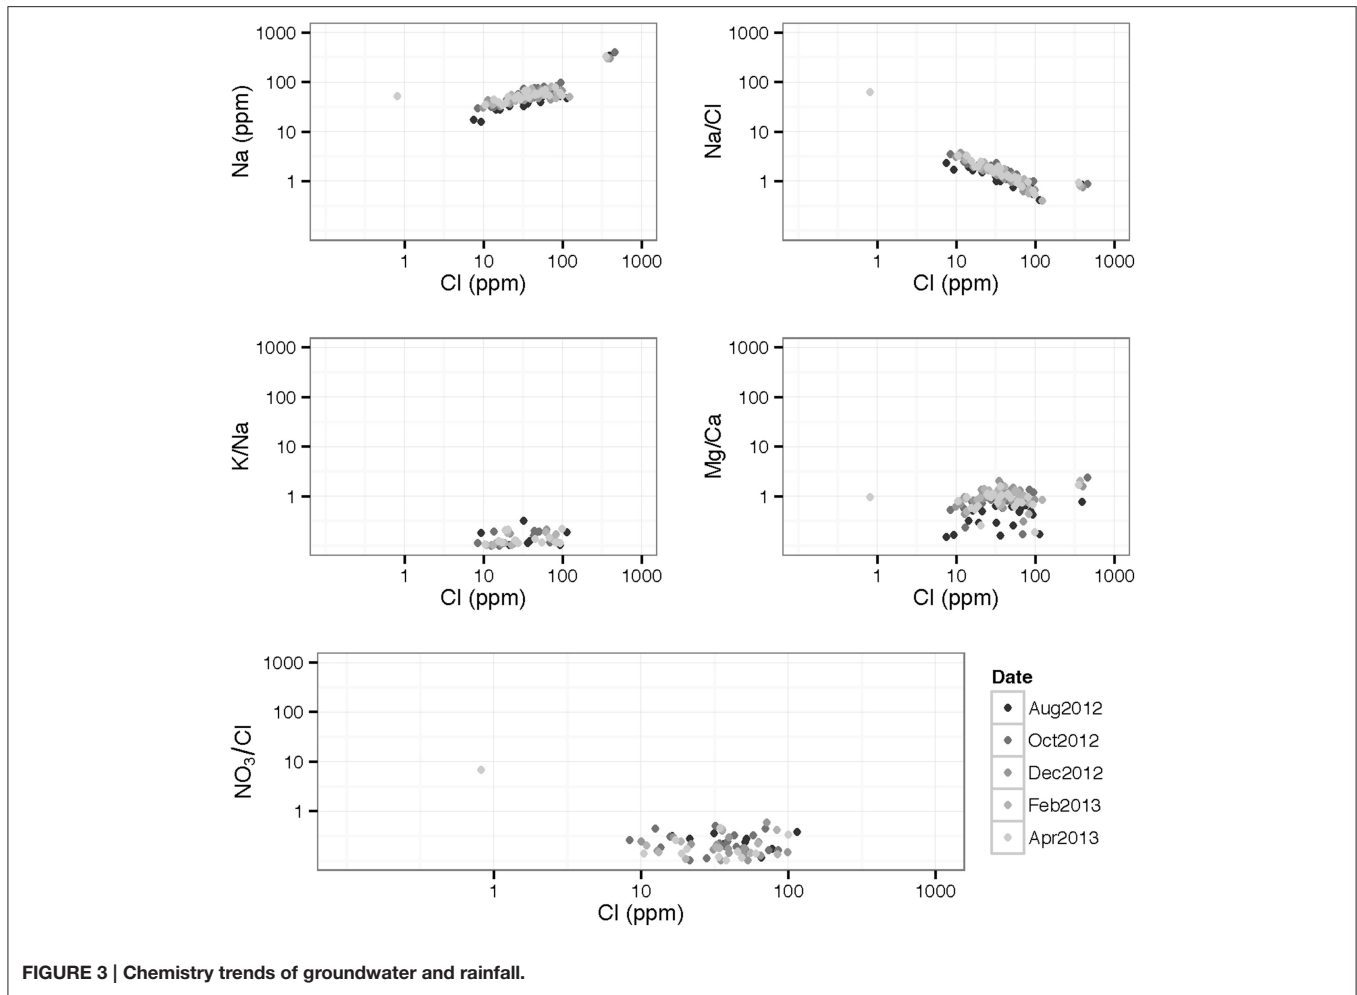 1000
100
10
1
Na (ppm)
1 10 100 1000
Cl (ppm)
1000
100
10
1
Na/Cl
1 10 100 1000
Cl (ppm)
1000
100
10
1
K/Na
1 10 100 1000
Cl (ppm)
1000
100
10
1
Mg/Ca
1 10 100 1000
Cl (ppm)
1000
100
10
1
NO₃/Cl
1 10 100 1000
Cl (ppm)
Date
Aug2012
Oct2012
Dec2012
Feb2013
Apr2013
FIGURE 3 | Chemistry trends of groundwater and rainfall.